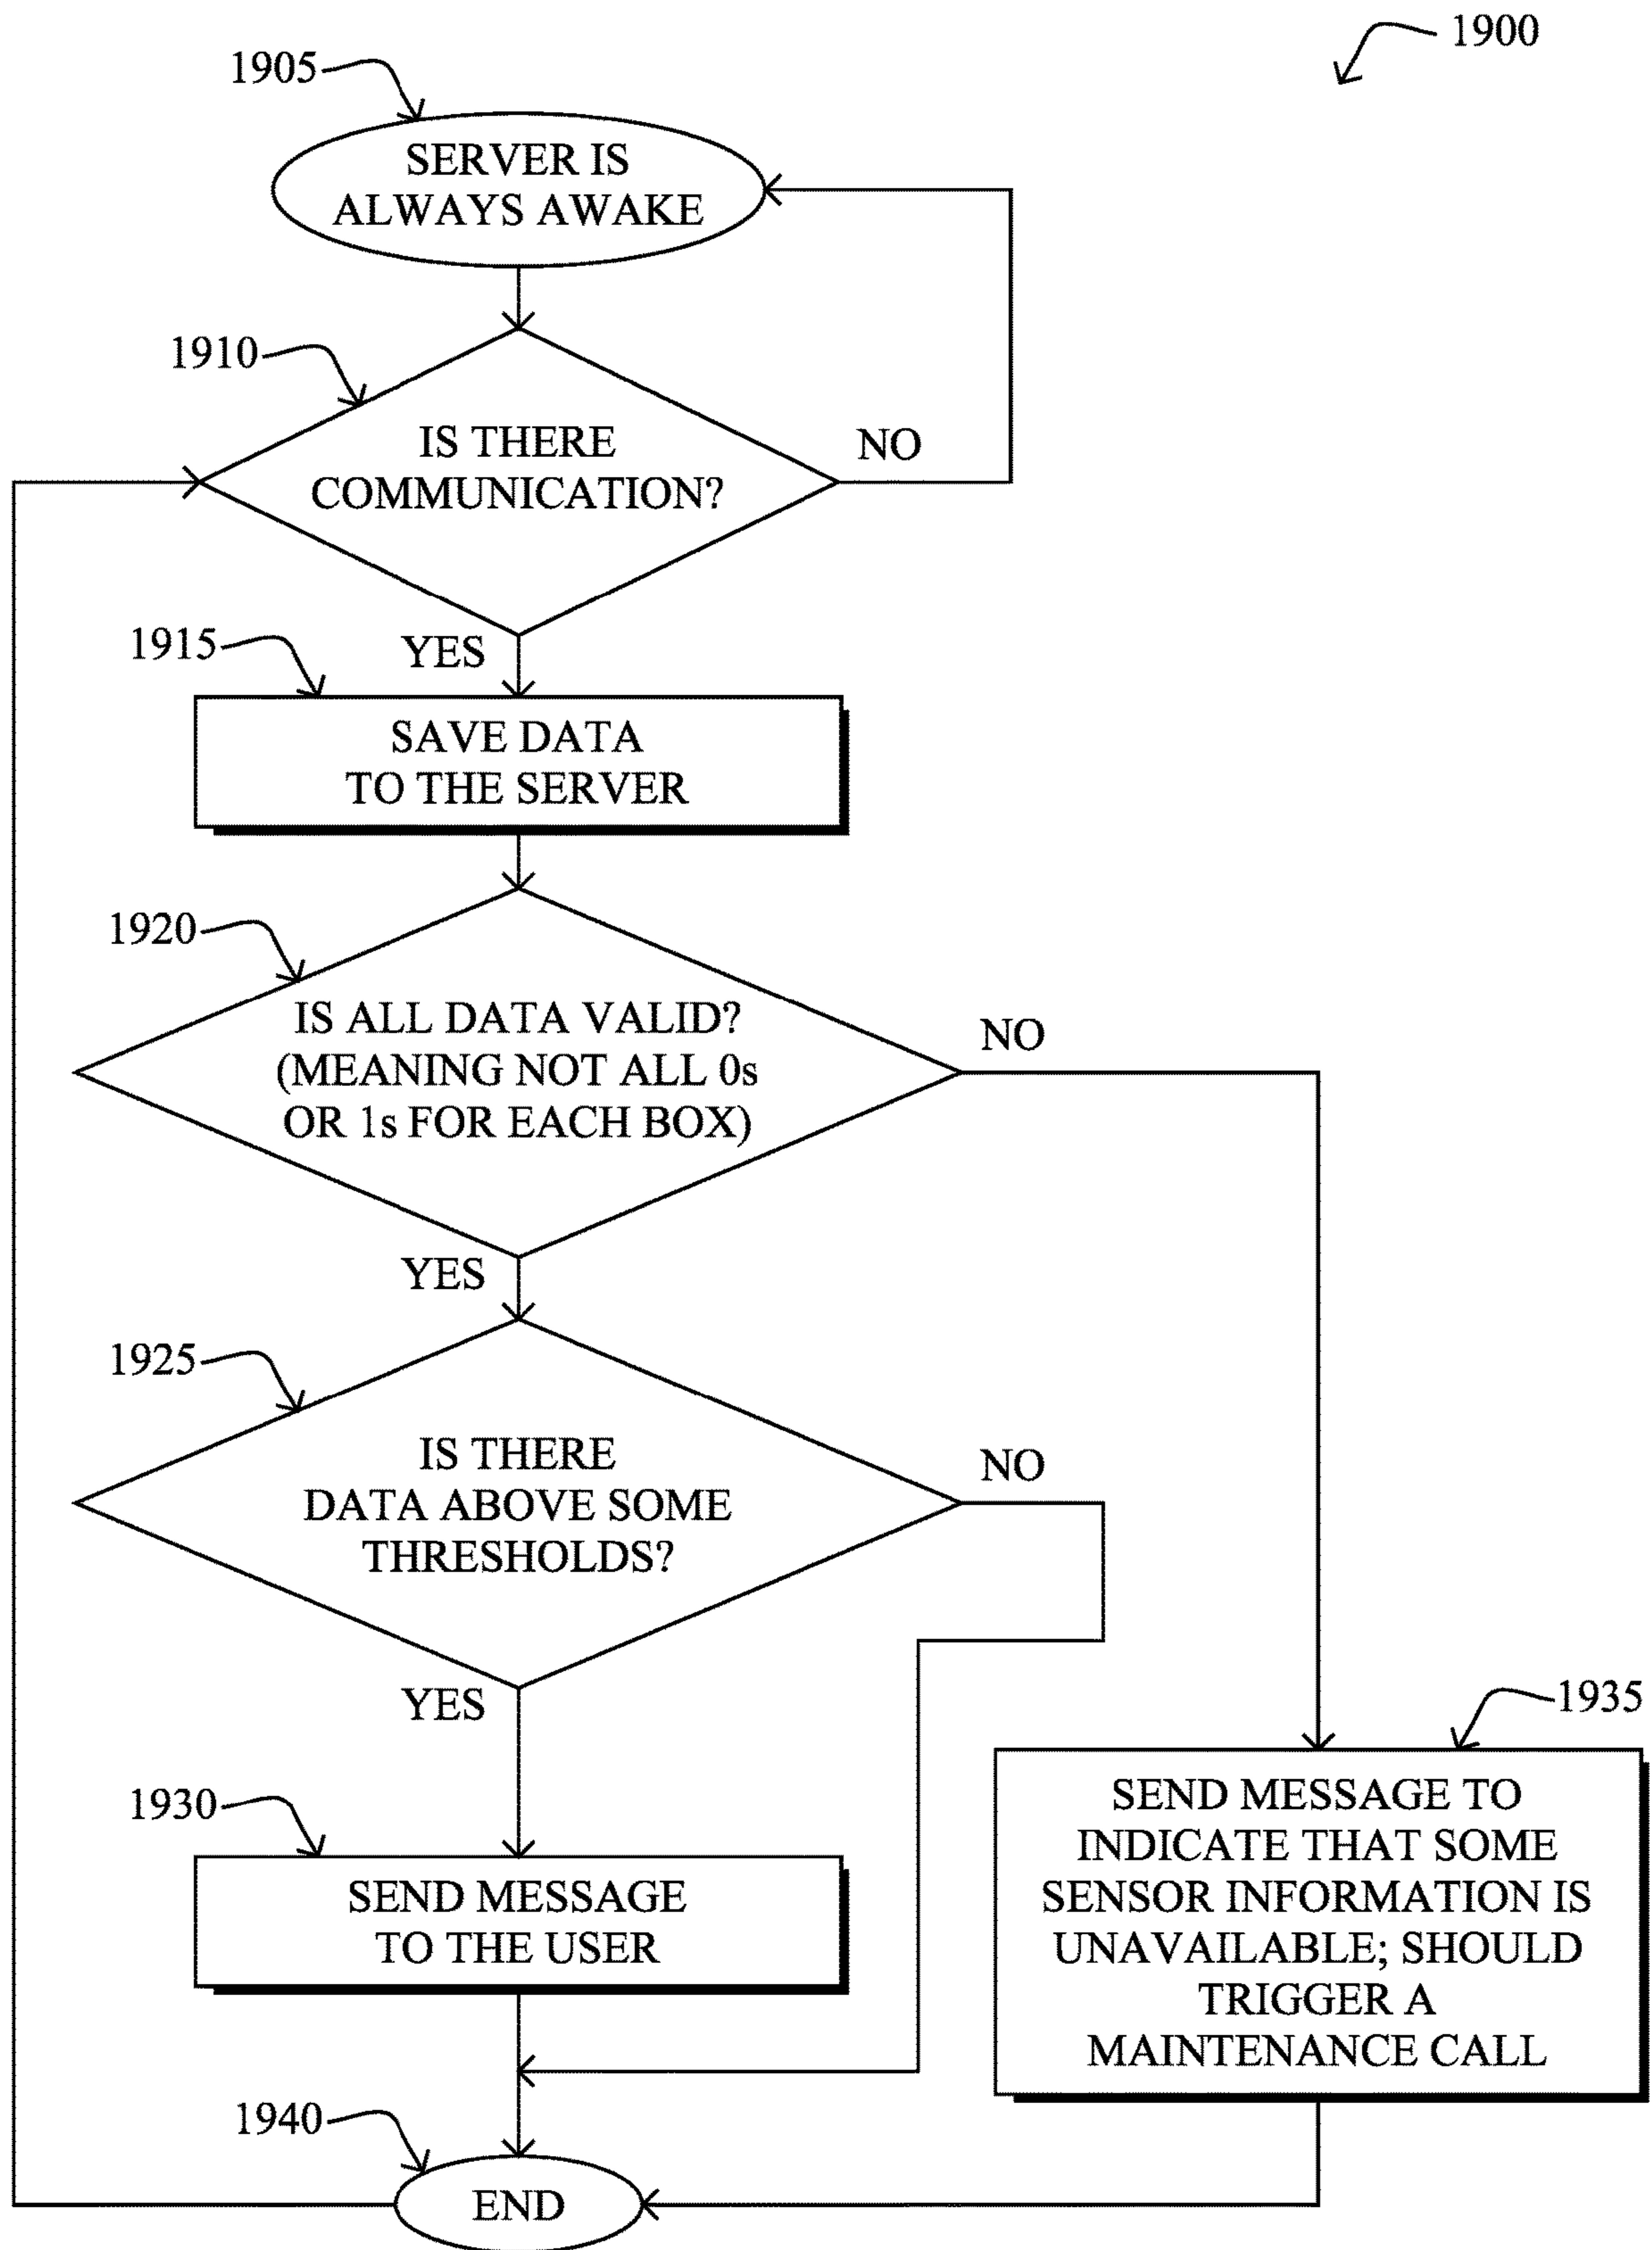 1900
1905
SERVER IS
ALWAYS AWAKE
1910
IS THERE
COMMUNICATION?
NO
YES
1915
SAVE DATA
TO THE SERVER
1920
IS ALL DATA VALID?
(MEANING NOT ALL 0s
OR 1s FOR EACH BOX)
NO
YES
1925
IS THERE
DATA ABOVE SOME
THRESHOLDS?
NO
YES
1930
SEND MESSAGE
TO THE USER
1935
SEND MESSAGE TO
INDICATE THAT SOME
SENSOR INFORMATION IS
UNAVAILABLE; SHOULD
TRIGGER A
MAINTENANCE CALL
1940
END